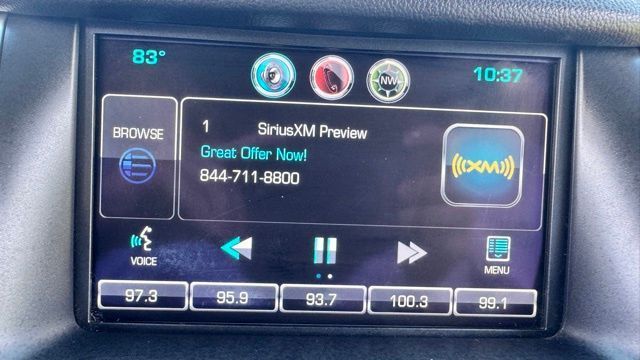 83°
NW
10:37
BROWSE
1 SiriusXM Preview
Great Offer Now!
844-711-8800
((XM))
VOICE
MENU
97.3
95.9
93.7
100.3
99.1